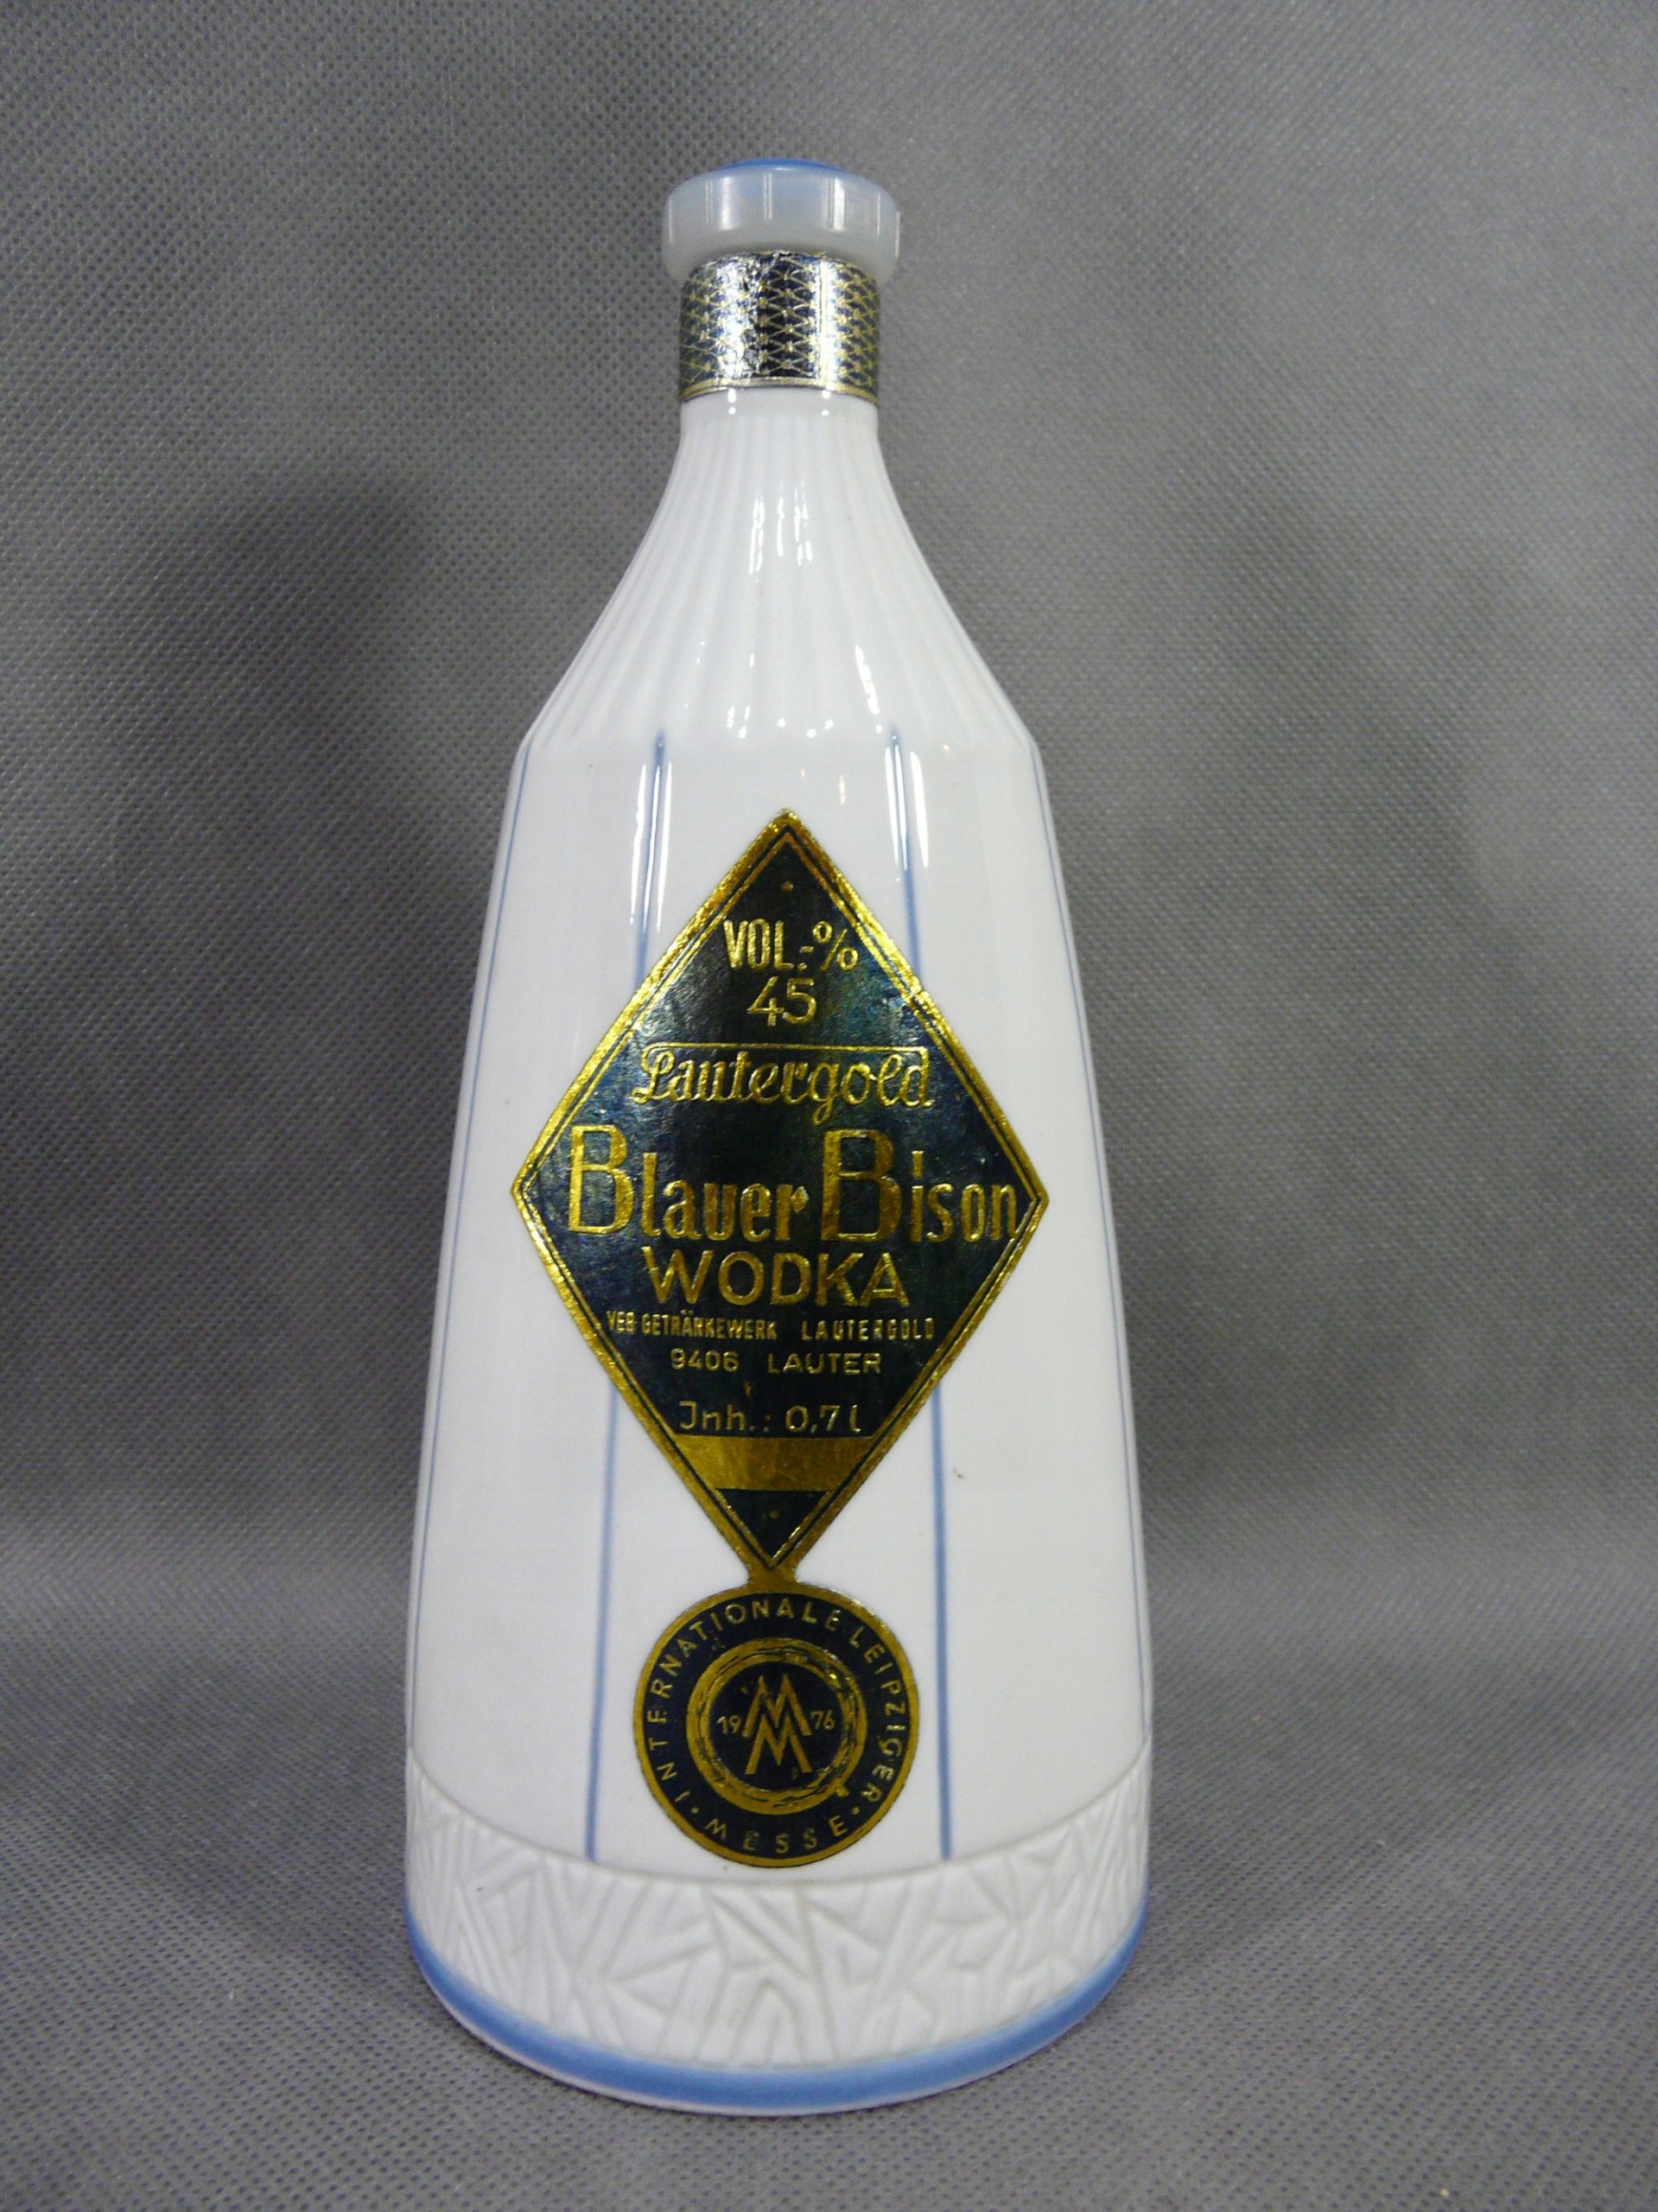 VOL.-%
45
Lautergold
Blauer Bison
WODKA
VEB GETRÄNKEWERK LAUTERGOLD
9406 LAUTER
Jnh.: 0,7 l
INTERNATIONALE LEIPZIGER
• MESSE •
19 MM 76